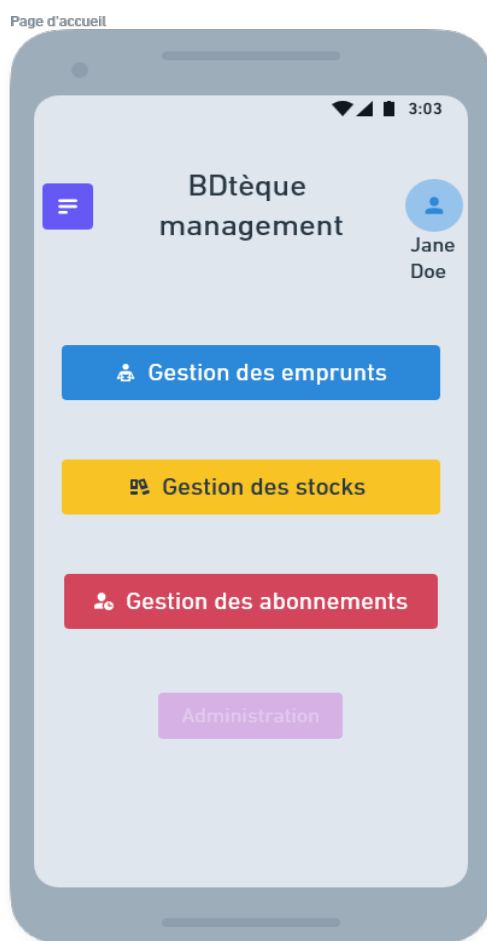 Page d'accueil
3:03
BDtèque
management
Jane
Doe
Gestion des emprunts
Gestion des stocks
Gestion des abonnements
Administration